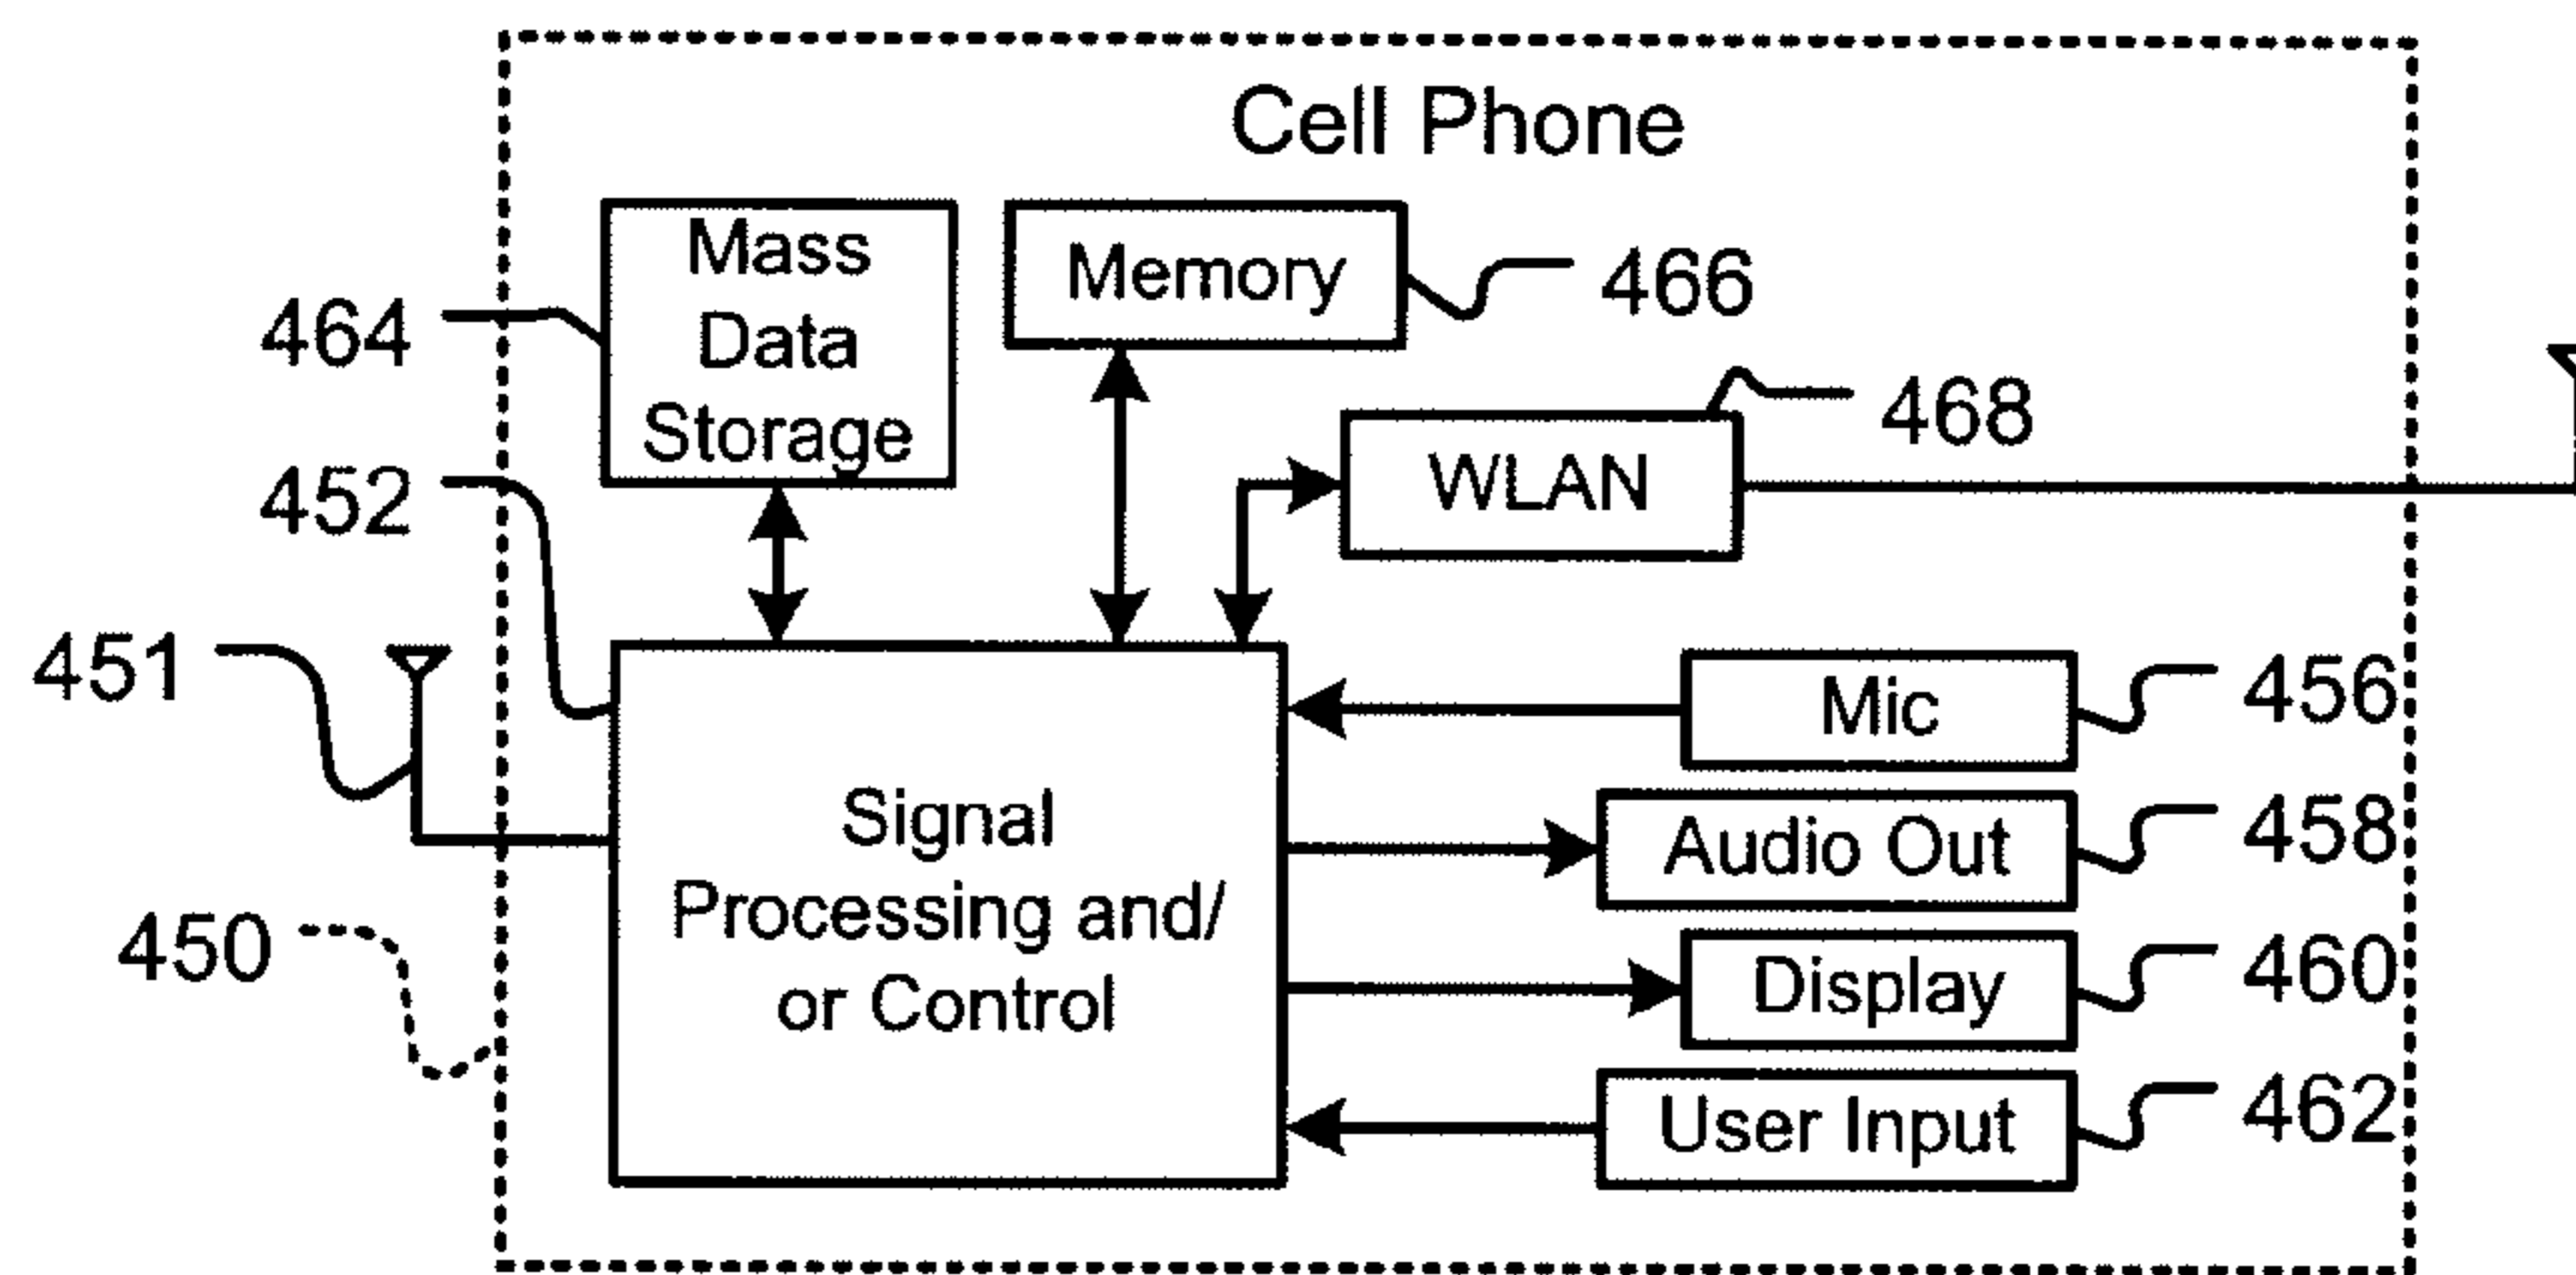 Cell Phone
Mass
Data
Storage
Memory
466
464
468
WLAN
452
451
Mic
456
Signal
Processing and/
or Control
Audio Out
458
450
Display
460
User Input
462